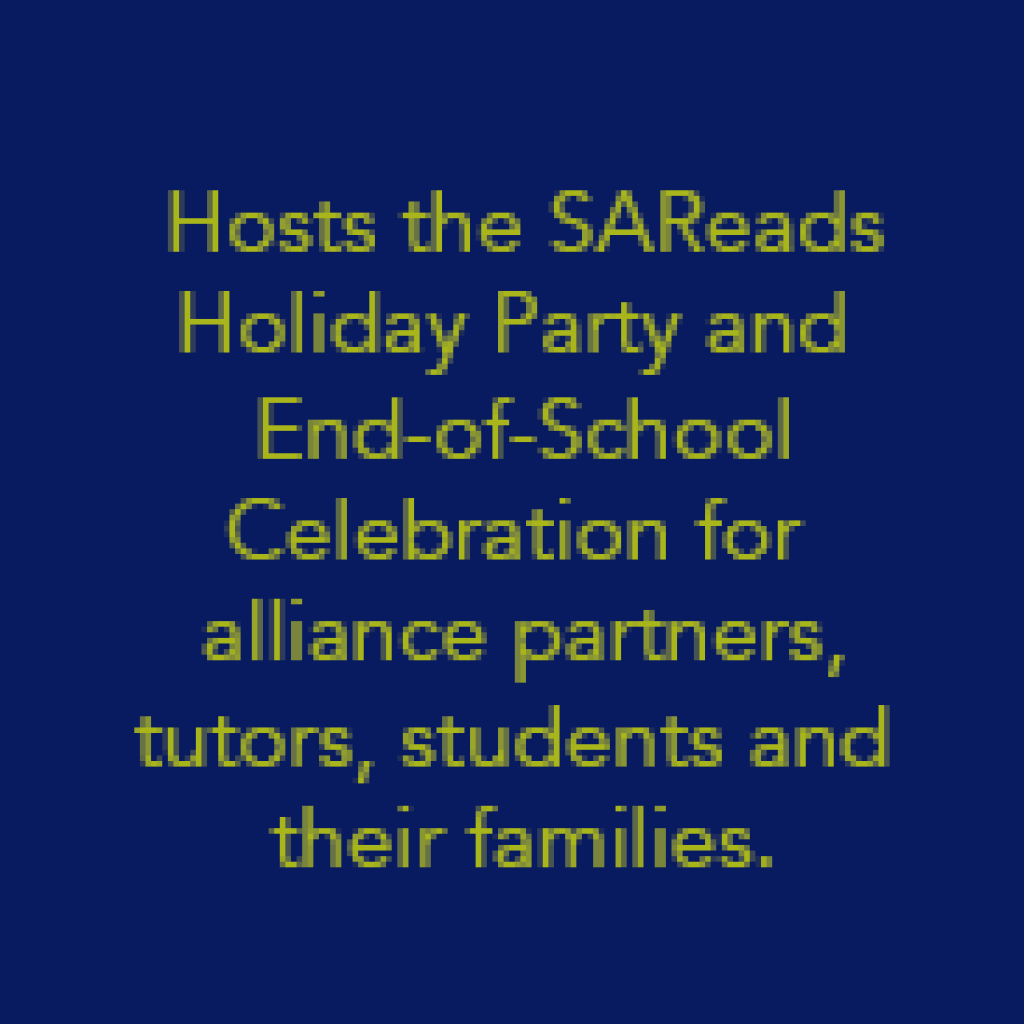 Hosts the SAReads
Holiday Party and
End-of-School
Celebration for
alliance partners,
tutors, students and
their families.